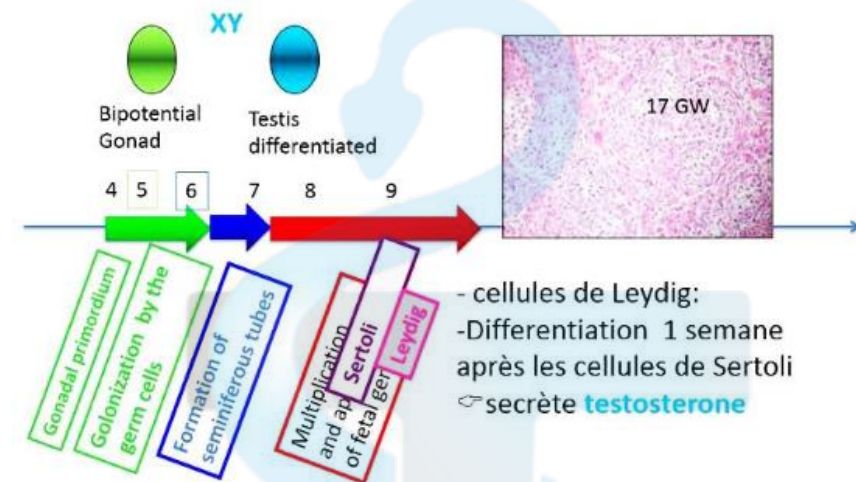 XY
Bipotential
Gonad
Testis
differentiated
17 GW
4 5 6 7 8 9
Gonadal primordium
Golonization by the
germ cells
Formation of
seminiferous tubes
Multiplication
and ap
of fetal ger
Sertoli
Leydig
- cellules de Leydig:
-Differentiation 1 semane
après les cellules de Sertoli
☞secrète testosterone